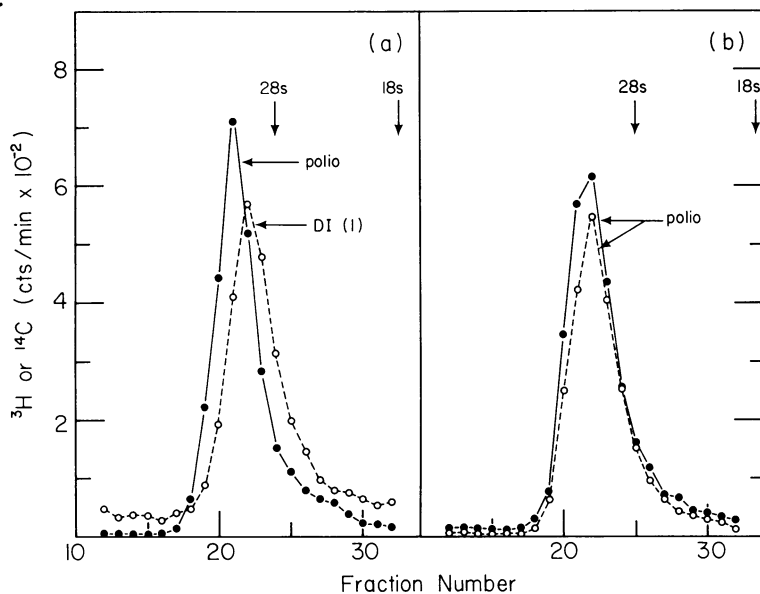 (a)
(b)
8
6
4
2
28s
18s
28s
18s
polio
DI (1)
polio
³H or ¹⁴C (cts/min x 10⁻²)
10
20
30
20
30
Fraction Number